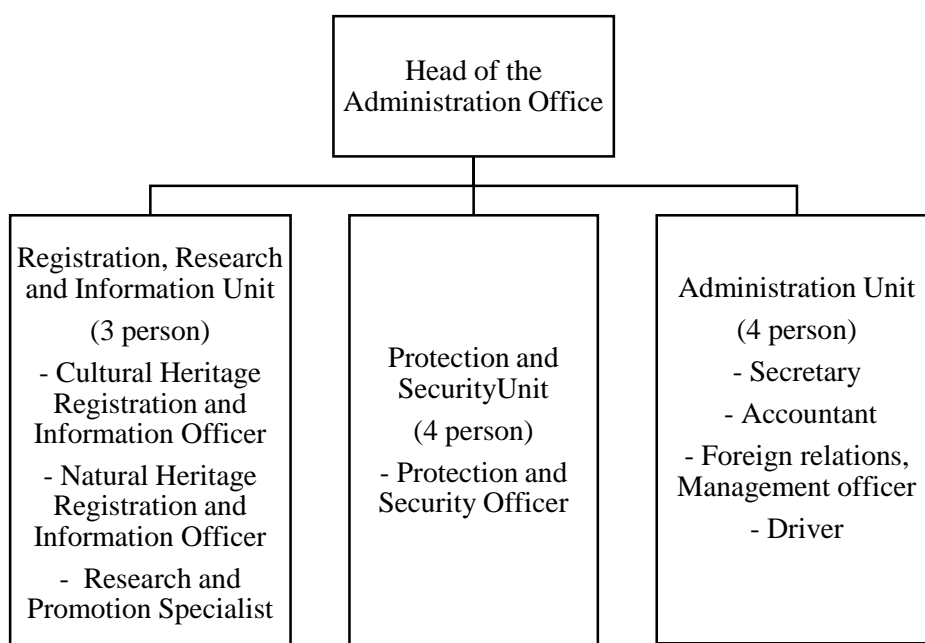 Head of the
Administration Office
Registration, Research
and Information Unit
(3 person)
- Cultural Heritage
Registration and
Information Officer
- Natural Heritage
Registration and
Information Officer
- Research and
Promotion Specialist
Protection and
SecurityUnit
(4 person)
- Protection and
Security Officer
Administration Unit
(4 person)
- Secretary
- Accountant
- Foreign relations,
Management officer
- Driver